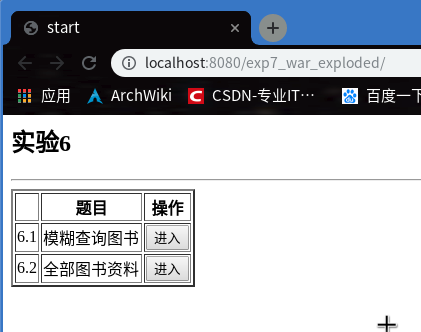 start
localhost:8080/exp7_war_exploded/
应用 ArchWiki CSDN-专业IT… 百度一下
实验6
题目 操作
6.1 模糊查询图书 进入
6.2 全部图书资料 进入